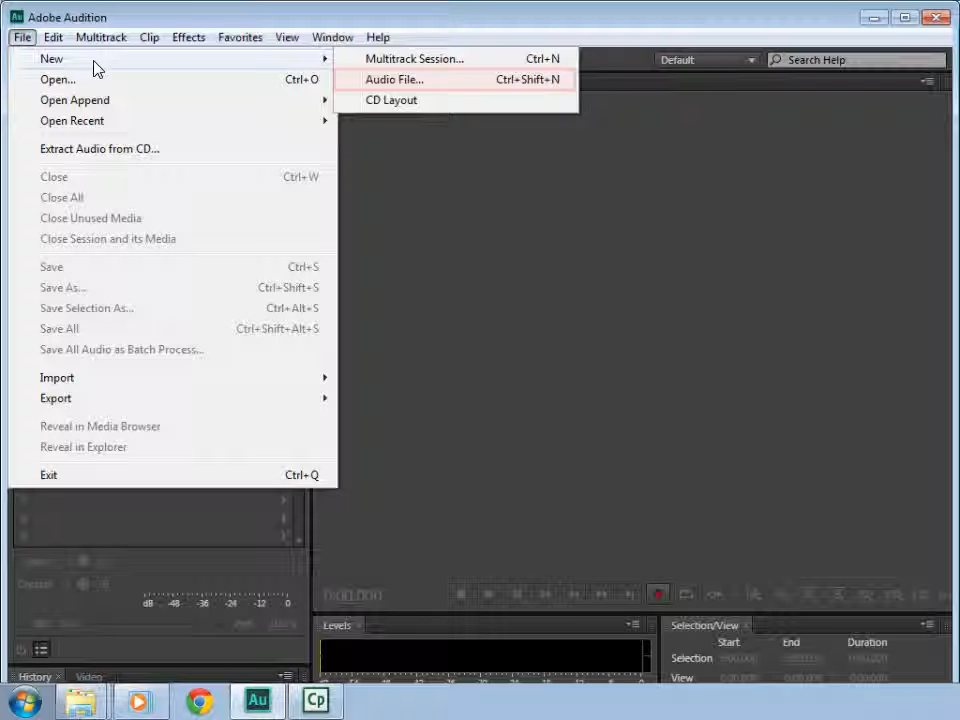 Au Adobe Audition
File Edit Multitrack Clip Effects Favorites View Window Help
New
Multitrack Session... Ctrl+N
Default
Search Help
Open... Ctrl+O
Audio File... Ctrl+Shift+N
Open Append
CD Layout
Open Recent
Extract Audio from CD...
Close Ctrl+W
Close All
Close Unused Media
Close Session and its Media
Save Ctrl+S
Save As... Ctrl+Shift+S
Save Selection As... Ctrl+Alt+S
Save All Ctrl+Shift+Alt+S
Save All Audio as Batch Process...
Import
Export
Reveal in Media Browser
Reveal in Explorer
Exit Ctrl+Q
dB -48 -36 -24 -12 0
Levels
Selection/View
Start End Duration
Selection
View
History Video
Au Cp